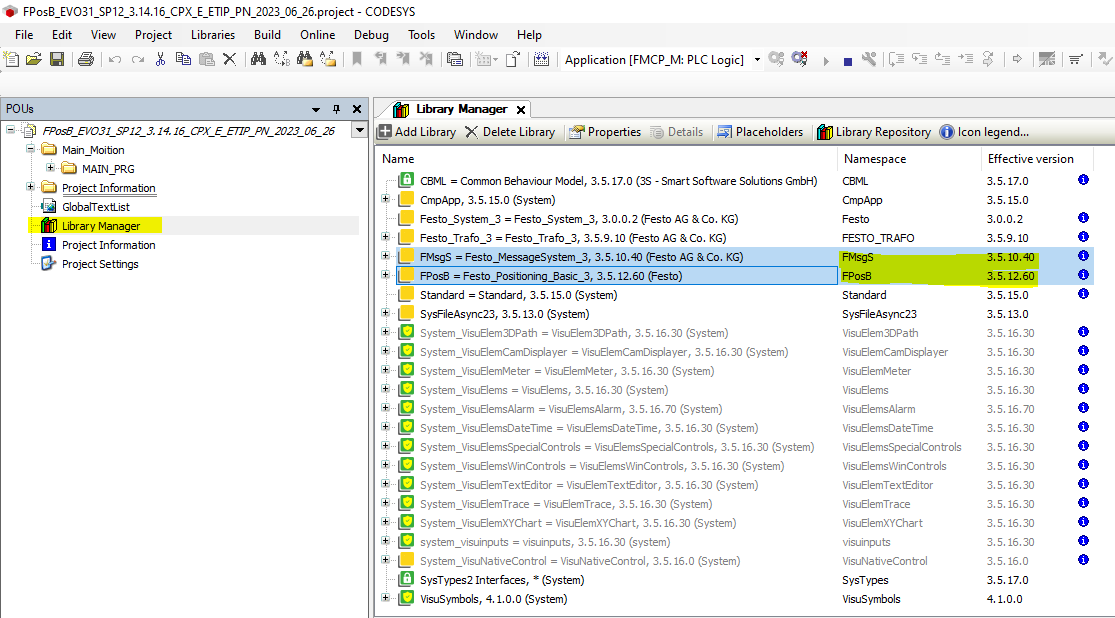 FPosB_EVO31_SP12_3.14.16_CPX_E_ETIP_PN_2023_06_26.project - CODESYS
File Edit View Project Libraries Build Online Debug Tools Window Help
Application [FMCP_M: PLC Logic]
POUs
FPosB_EVO31_SP12_3.14.16_CPX_E_ETIP_PN_2023_06_26
Main_Moition
MAIN_PRG
Project Information
GlobalTextList
Library Manager
Project Information
Project Settings
Library Manager
Add Library Delete Library Properties Details Placeholders Library Repository Icon legend...
Name Namespace Effective version
CBML = Common Behaviour Model, 3.5.17.0 (3S - Smart Software Solutions GmbH) CBML 3.5.17.0
CmpApp, 3.5.15.0 (System) CmpApp 3.5.15.0
Festo_System_3 = Festo_System_3, 3.0.0.2 (Festo AG & Co. KG) Festo 3.0.0.2
Festo_Trafo_3 = Festo_Trafo_3, 3.5.9.10 (Festo AG & Co. KG) FESTO_TRAFO 3.5.9.10
FMsgS = Festo_MessageSystem_3, 3.5.10.40 (Festo AG & Co. KG) FMsgS 3.5.10.40
FPosB = Festo_Positioning_Basic_3, 3.5.12.60 (Festo) FPosB 3.5.12.60
Standard = Standard, 3.5.15.0 (System) Standard 3.5.15.0
SysFileAsync23, 3.5.13.0 (System) SysFileAsync23 3.5.13.0
System_VisuElem3DPath = VisuElem3DPath, 3.5.16.30 (System) VisuElem3DPath 3.5.16.30
System_VisuElemCamDisplayer = VisuElemCamDisplayer, 3.5.16.30 (System) VisuElemCamDisplayer 3.5.16.30
System_VisuElemMeter = VisuElemMeter, 3.5.16.30 (System) VisuElemMeter 3.5.16.30
System_VisuElems = VisuElems, 3.5.16.30 (System) VisuElems 3.5.16.30
System_VisuElemsAlarm = VisuElemsAlarm, 3.5.16.70 (System) VisuElemsAlarm 3.5.16.70
System_VisuElemsDateTime = VisuElemsDateTime, 3.5.16.30 (System) VisuElemsDateTime 3.5.16.30
System_VisuElemsSpecialControls = VisuElemsSpecialControls, 3.5.16.30 (System) VisuElemsSpecialControls 3.5.16.30
System_VisuElemsWinControls = VisuElemsWinControls, 3.5.16.30 (System) VisuElemsWinControls 3.5.16.30
System_VisuElemTextEditor = VisuElemTextEditor, 3.5.16.30 (System) VisuElemTextEditor 3.5.16.30
System_VisuElemTrace = VisuElemTrace, 3.5.16.30 (System) VisuElemTrace 3.5.16.30
System_VisuElemXYChart = VisuElemXYChart, 3.5.16.30 (System) VisuElemXYChart 3.5.16.30
system_visuinputs = visuinputs, 3.5.16.30 (system) visuinputs 3.5.16.30
System_VisuNativeControl = VisuNativeControl, 3.5.16.0 (System) VisuNativeControl 3.5.16.0
SysTypes2 Interfaces, * (System) SysTypes 3.5.17.0
VisuSymbols, 4.1.0.0 (System) VisuSymbols 4.1.0.0